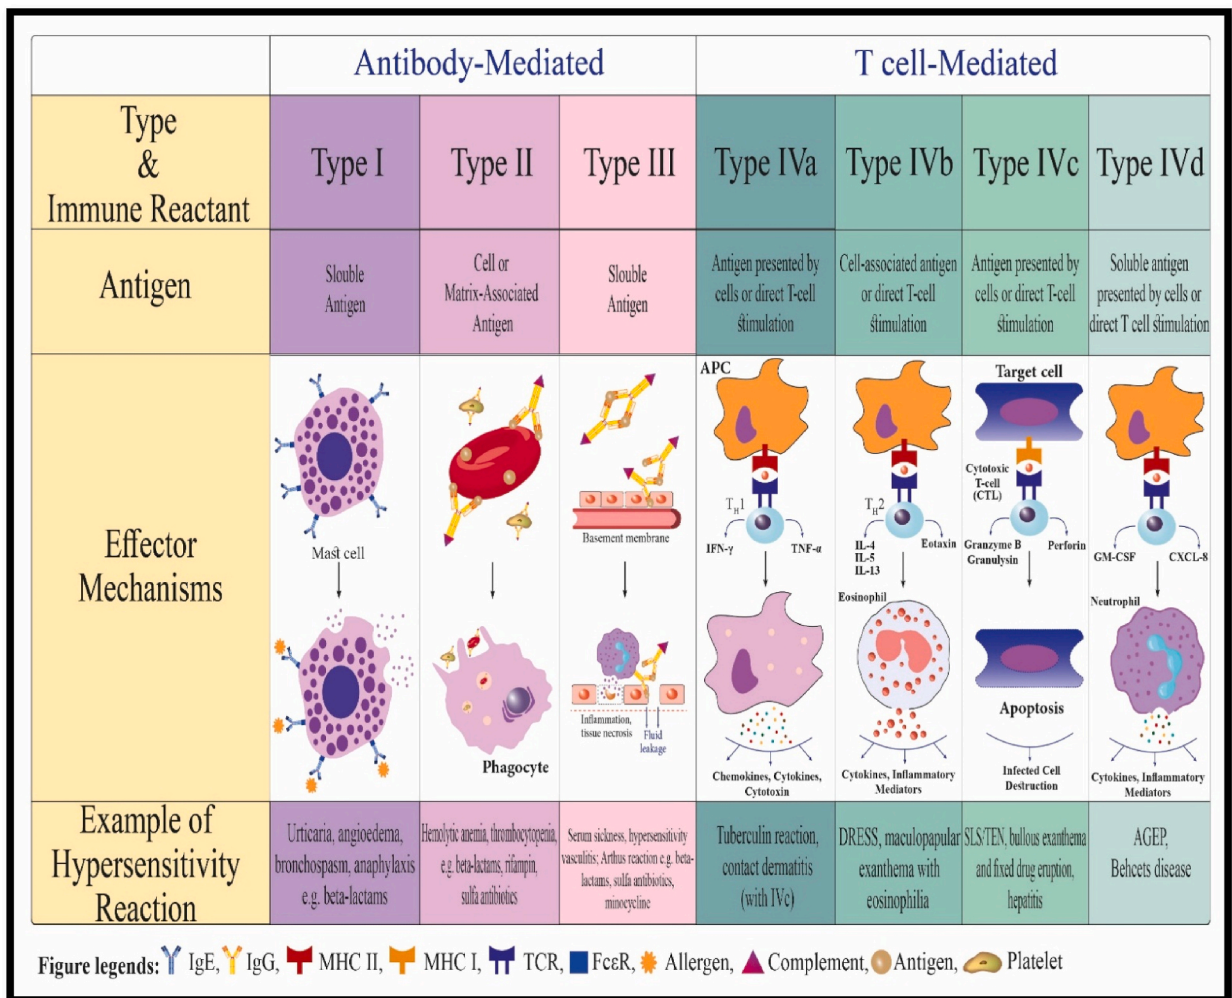 Antibody-Mediated
T cell-Mediated
Type
&
Immune Reactant
Type I
Type II
Type III
Type IVa
Type IVb
Type IVc
Type IVd
Antigen
Slouble
Antigen
Cell or
Matrix-Associated
Antigen
Slouble
Antigen
Antigen presented by
cells or direct T-cell
stimulation
Cell-associated antigen
or direct T-cell
stimulation
Antigen presented by
cells or direct T-cell
stimulation
Soluble antigen
presented by cells or
direct T cell stimulation
Effector
Mechanisms
Mast cell
Phagocyte
Basement membrane
Inflammation,
tissue necrosis
Fluid
leakage
APC
TH1
IFN-γ
TNF-α
Chemokines, Cytokines,
Cytotoxin
TH2
IL-4
IL-5
IL-13
Eotaxin
Eosinophil
Cytokines, Inflammatory
Mediators
Target cell
Cytotoxic
T-cell
(CTL)
Granzyme B
Granulysin
Perforin
Apoptosis
Infected Cell
Destruction
GM-CSF
CXCL-8
Neutrophil
Cytokines, Inflammatory
Mediators
Example of
Hypersensitivity
Reaction
Urticaria, angioedema,
bronchospasm, anaphylaxis
e.g. beta-lactams
Hemolytic anemia, thrombocytopenia,
e.g. beta-lactams, rifampin,
sulfa antibiotics
Serum sickness, hypersensitivity
vasculitis; Arthus reaction e.g. beta-
lactams, sulfa antibiotics,
minocycline
Tuberculin reaction,
contact dermatitis
(with IVc)
DRESS, maculopapular
exanthema with
eosinophilia
SLS/TEN, bullous exanthema
and fixed drug eruption,
hepatitis
AGEP,
Behcets disease
Figure legends: IgE, IgG, MHC II, MHC I, TCR, FcεR, Allergen, Complement, Antigen, Platelet